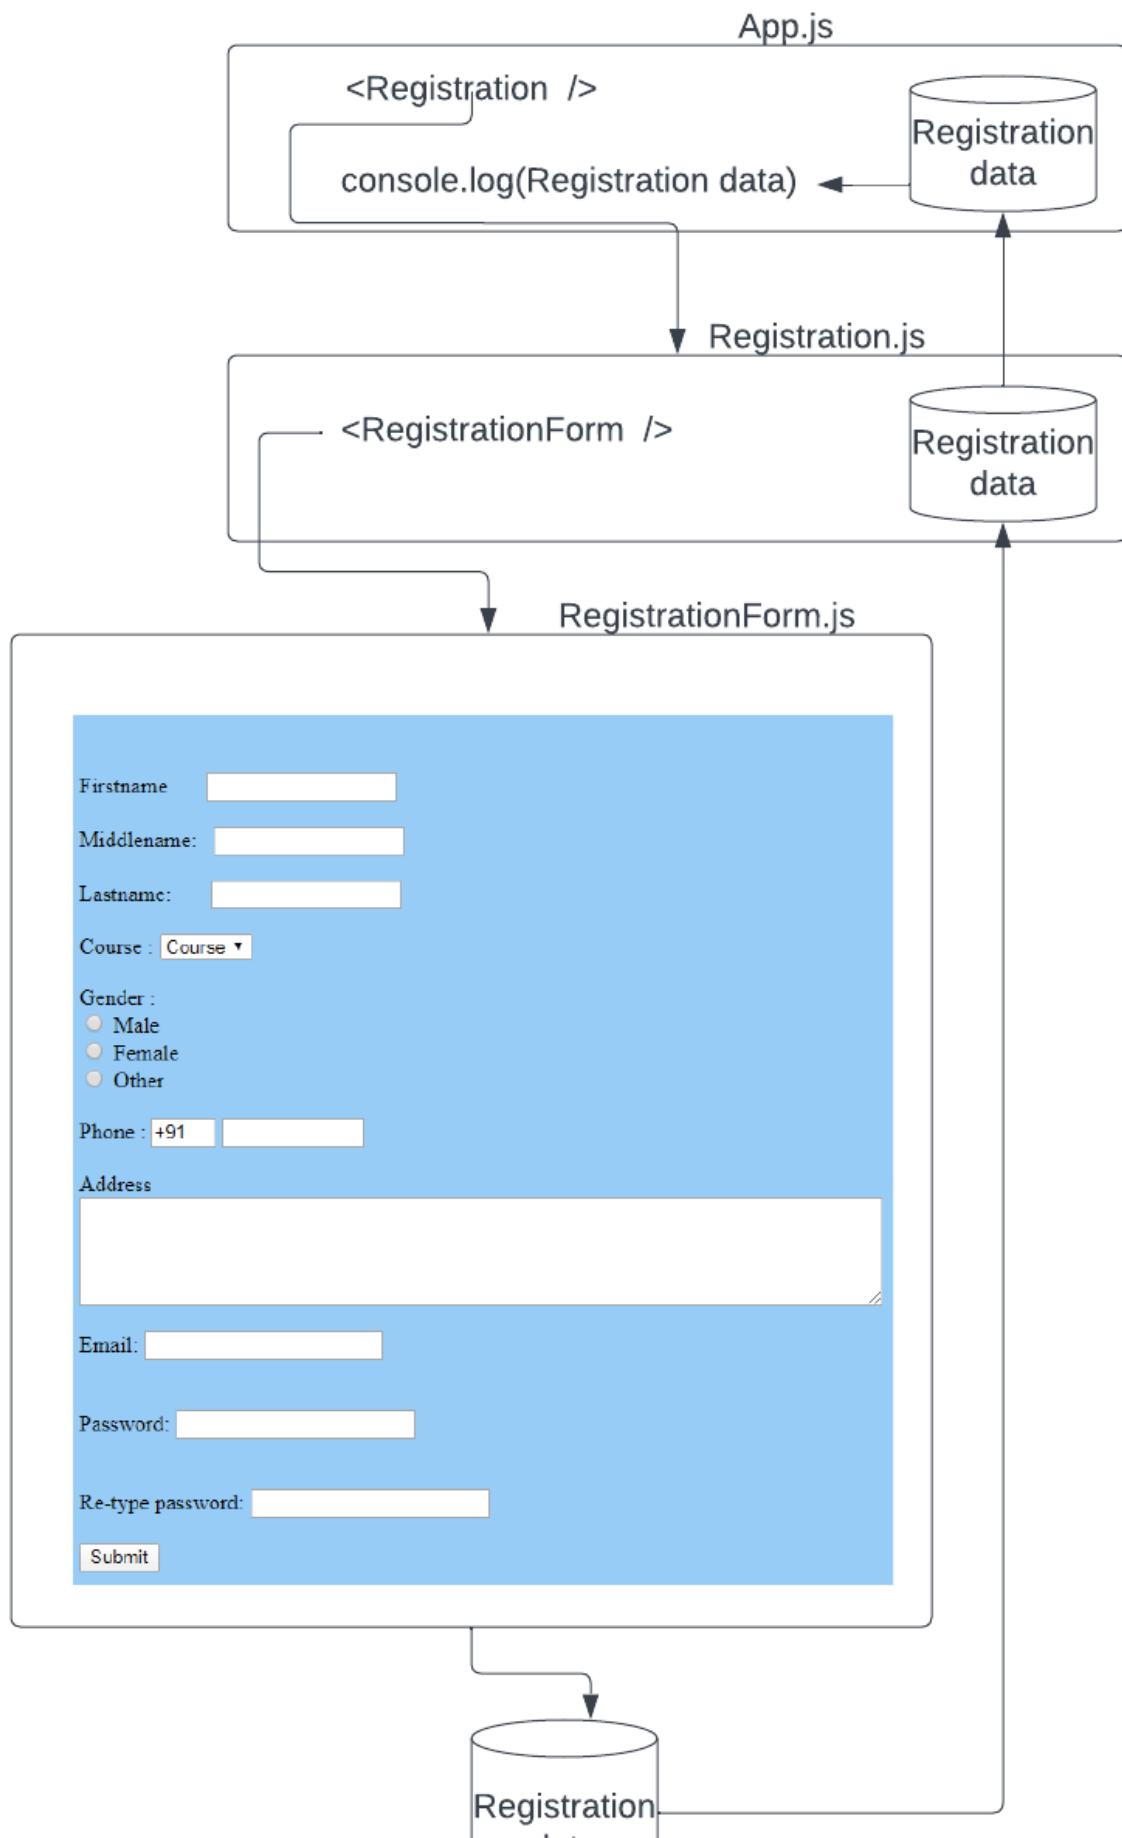 App.js
<Registration />
Registration
data
console.log(Registration data)
Registration.js
<RegistrationForm />
Registration
data
RegistrationForm.js
Firstname
Middlename:
Lastname:
Course : Course
Gender :
Male
Female
Other
Phone : +91
Address
Email:
Password:
Re-type password:
Submit
Registration